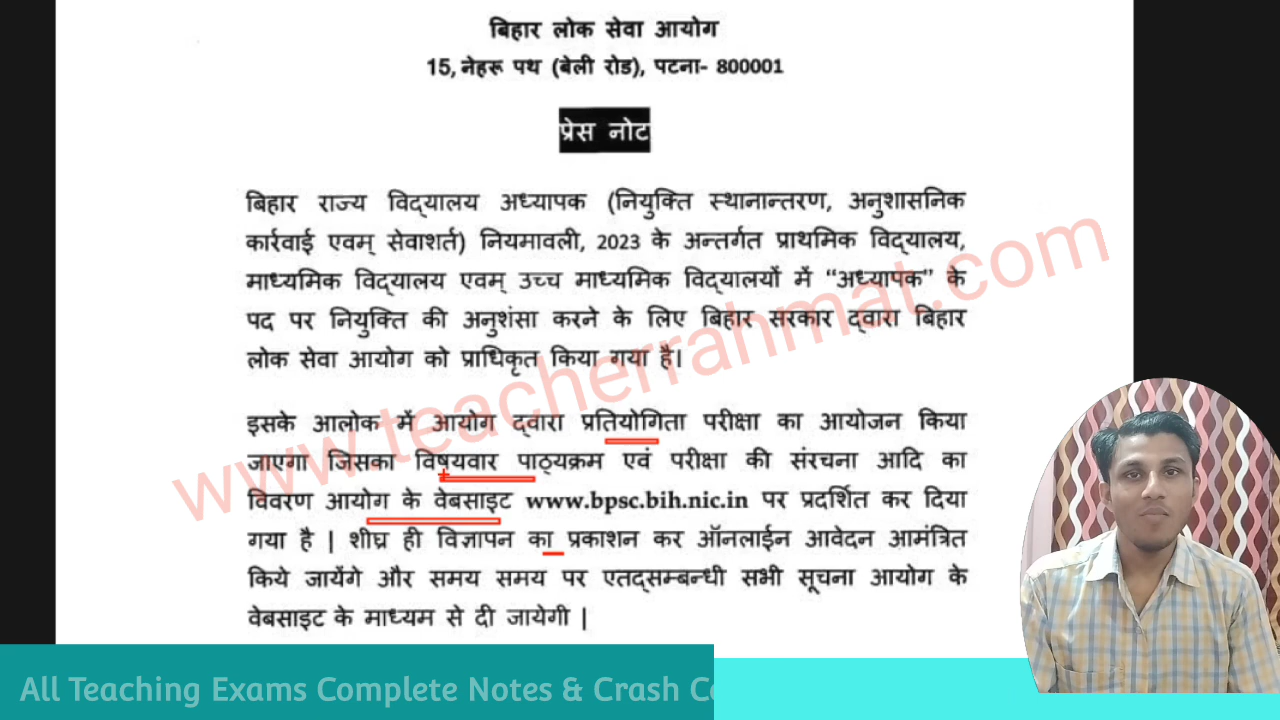 बिहार लोक सेवा आयोग
15, नेहरू पथ (बेली रोड), पटना- 800001
प्रेस नोट
बिहार राज्य विद्यालय अध्यापक (नियुक्ति स्थानान्तरण, अनुशासनिक
कार्रवाई एवम् सेवाशर्त) नियमावली, 2023 के अन्तर्गत प्राथमिक विद्यालय,
माध्यमिक विद्यालय एवम् उच्च माध्यमिक विद्यालयों में “अध्यापक” के
पद पर नियुक्ति की अनुशंसा करने के लिए बिहार सरकार द्वारा बिहार
लोक सेवा आयोग को प्राधिकृत किया गया है।
इसके आलोक में आयोग द्वारा प्रतियोगिता परीक्षा का आयोजन किया
जाएगा जिसका विषयवार पाठ्यक्रम एवं परीक्षा की संरचना आदि का
विवरण आयोग के वेबसाइट www.bpsc.bih.nic.in पर प्रदर्शित कर दिया
गया है | शीघ्र ही विज्ञापन का प्रकाशन कर ऑनलाईन आवेदन आमंत्रित
किये जायेंगे और समय समय पर एतद्सम्बन्धी सभी सूचना आयोग के
वेबसाइट के माध्यम से दी जायेगी |
www.teacherrahmat.com
All Teaching Exams Complete Notes & Crash